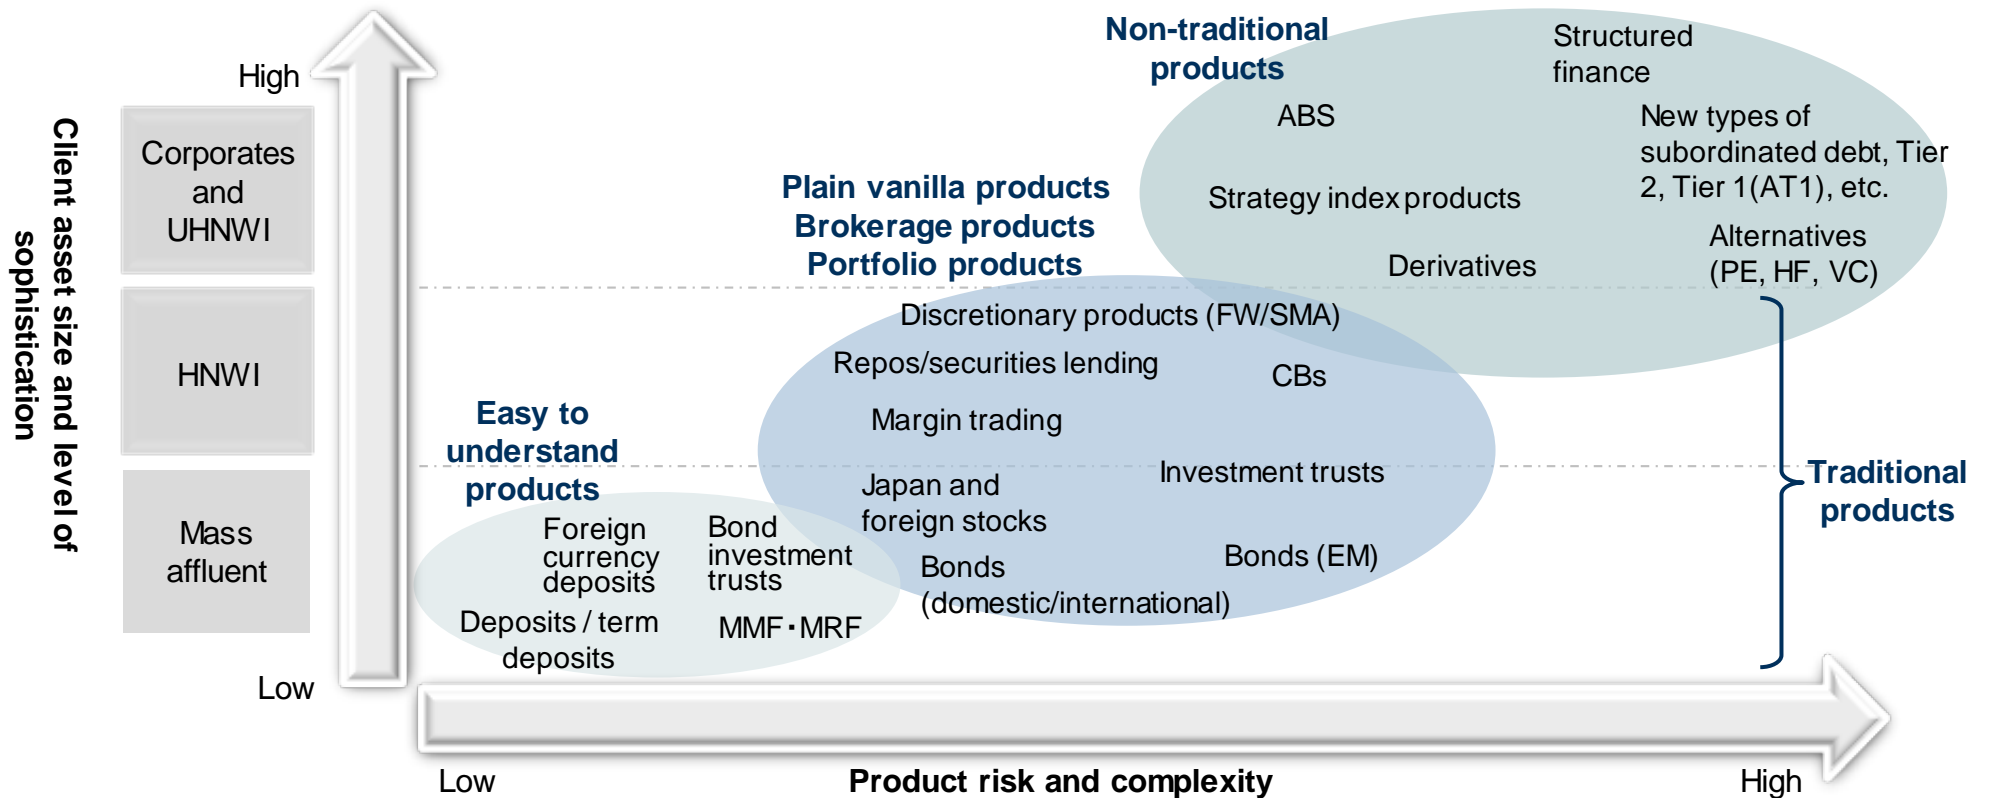 Non-traditional
products
Structured
finance
High
ABS
New types of
subordinated debt, Tier
2, Tier 1(AT1), etc.
Client asset size and level of
sophistication
Corporates
and
UHNWI
Plain vanilla products
Brokerage products
Portfolio products
Strategy index products
Derivatives
Alternatives
(PE, HF, VC)
Discretionary products (FW/SMA)
Repos/securities lending
CBs
HNWI
Margin trading
Easy to
understand
products
Investment trusts
Japan and
foreign stocks
Traditional
products
Mass
affluent
Foreign
currency
deposits
Bond
investment
trusts
Bonds
(domestic/international)
Bonds (EM)
Deposits / term
deposits
MMF・MRF
Low
Low
Product risk and complexity
High